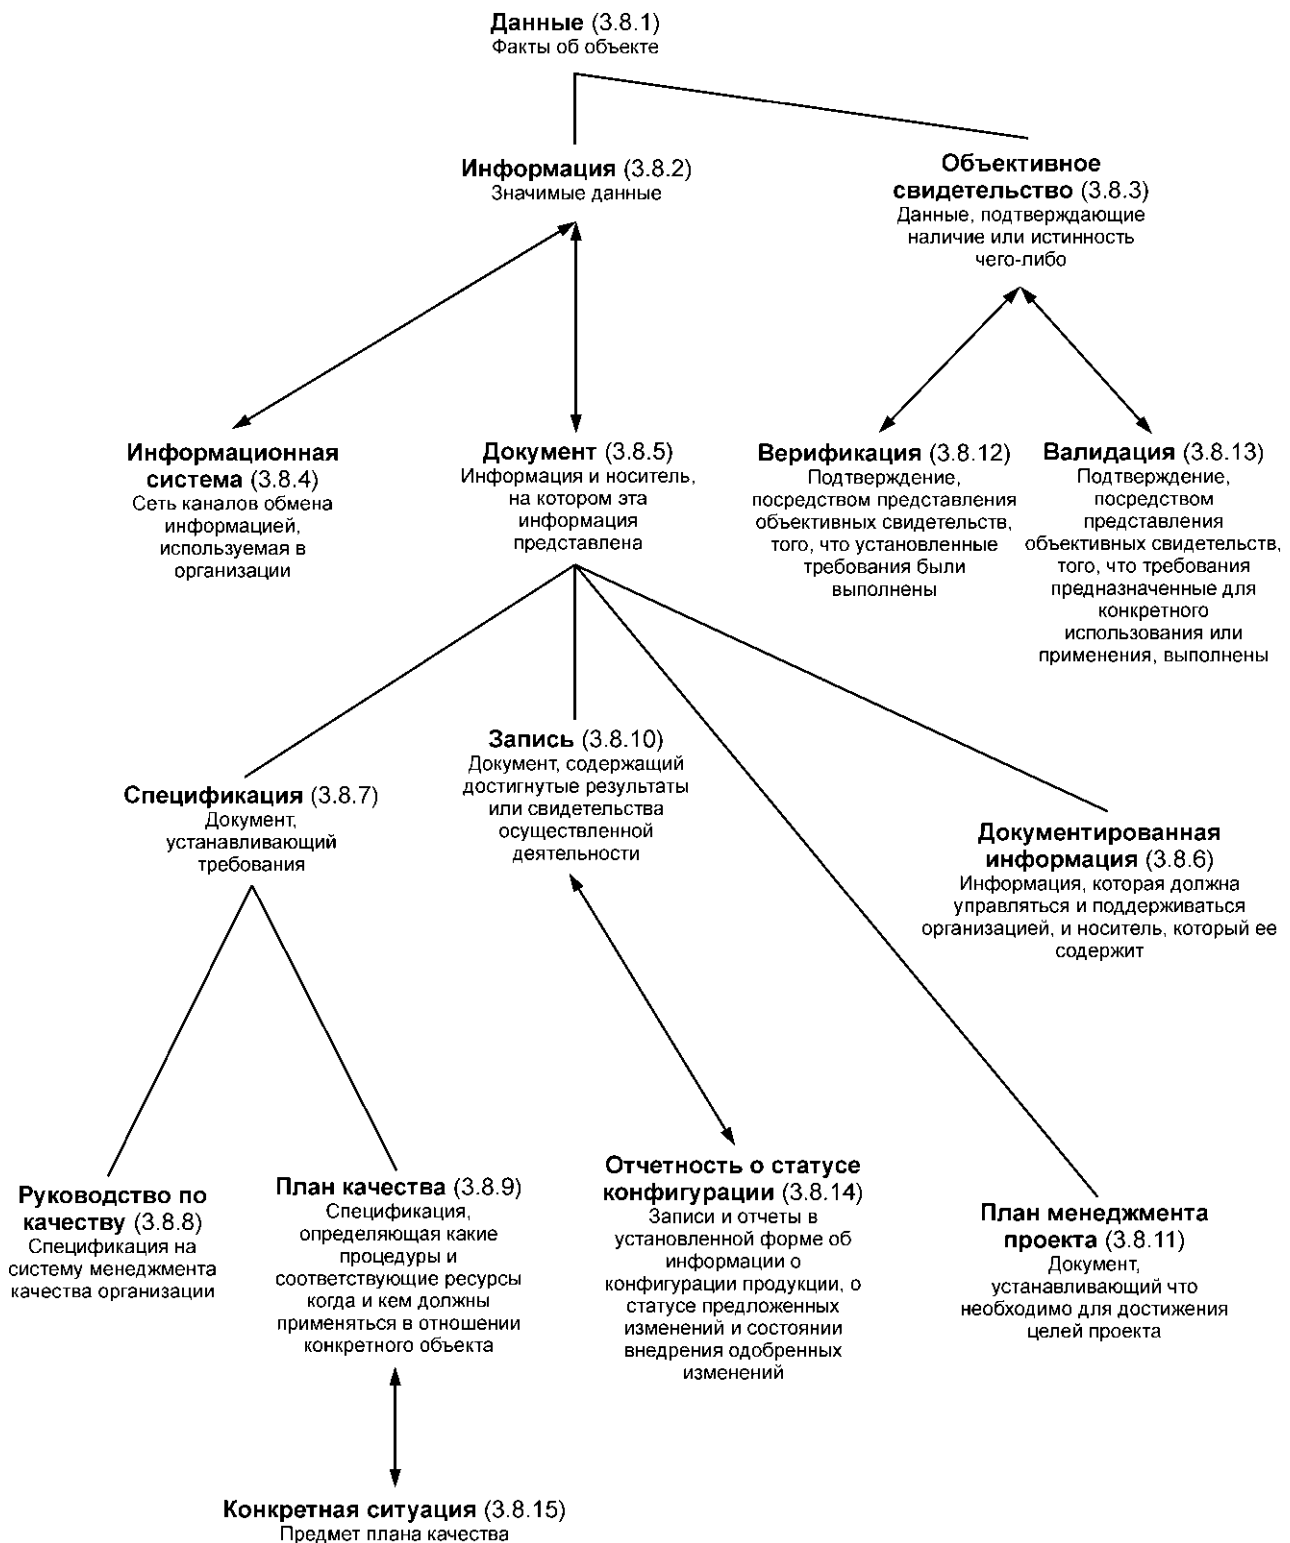 Данные (3.8.1)
Факты об объекте
Информация (3.8.2)
Значимые данные
Объективное
свидетельство (3.8.3)
Данные, подтверждающие
наличие или истинность
чего-либо
Информационная
система (3.8.4)
Сеть каналов обмена
информацией,
используемая в
организации
Документ (3.8.5)
Информация и носитель,
на котором эта
информация
представлена
Верификация (3.8.12)
Подтверждение,
посредством представления
объективных свидетельств,
того, что установленные
требования были
выполнены
Валидация (3.8.13)
Подтверждение,
посредством
представления
объективных свидетельств,
того, что требования
предназначенные для
конкретного
использования или
применения, выполнены
Спецификация (3.8.7)
Документ,
устанавливающий
требования
Запись (3.8.10)
Документ, содержащий
достигнутые результаты
или свидетельства
осуществленной
деятельности
Документированная
информация (3.8.6)
Информация, которая должна
управляться и поддерживаться
организацией, и носитель, который ее
содержит
Руководство по
качеству (3.8.8)
Спецификация на
систему менеджмента
качества организации
План качества (3.8.9)
Спецификация,
определяющая какие
процедуры и
соответствующие ресурсы
когда и кем должны
применяться в отношении
конкретного объекта
Отчетность о статусе
конфигурации (3.8.14)
Записи и отчеты в
установленной форме об
информации о
конфигурации продукции, о
статусе предложенных
изменений и состоянии
внедрения одобренных
изменений
План менеджмента
проекта (3.8.11)
Документ,
устанавливающий что
необходимо для достижения
целей проекта
Конкретная ситуация (3.8.15)
Предмет плана качества